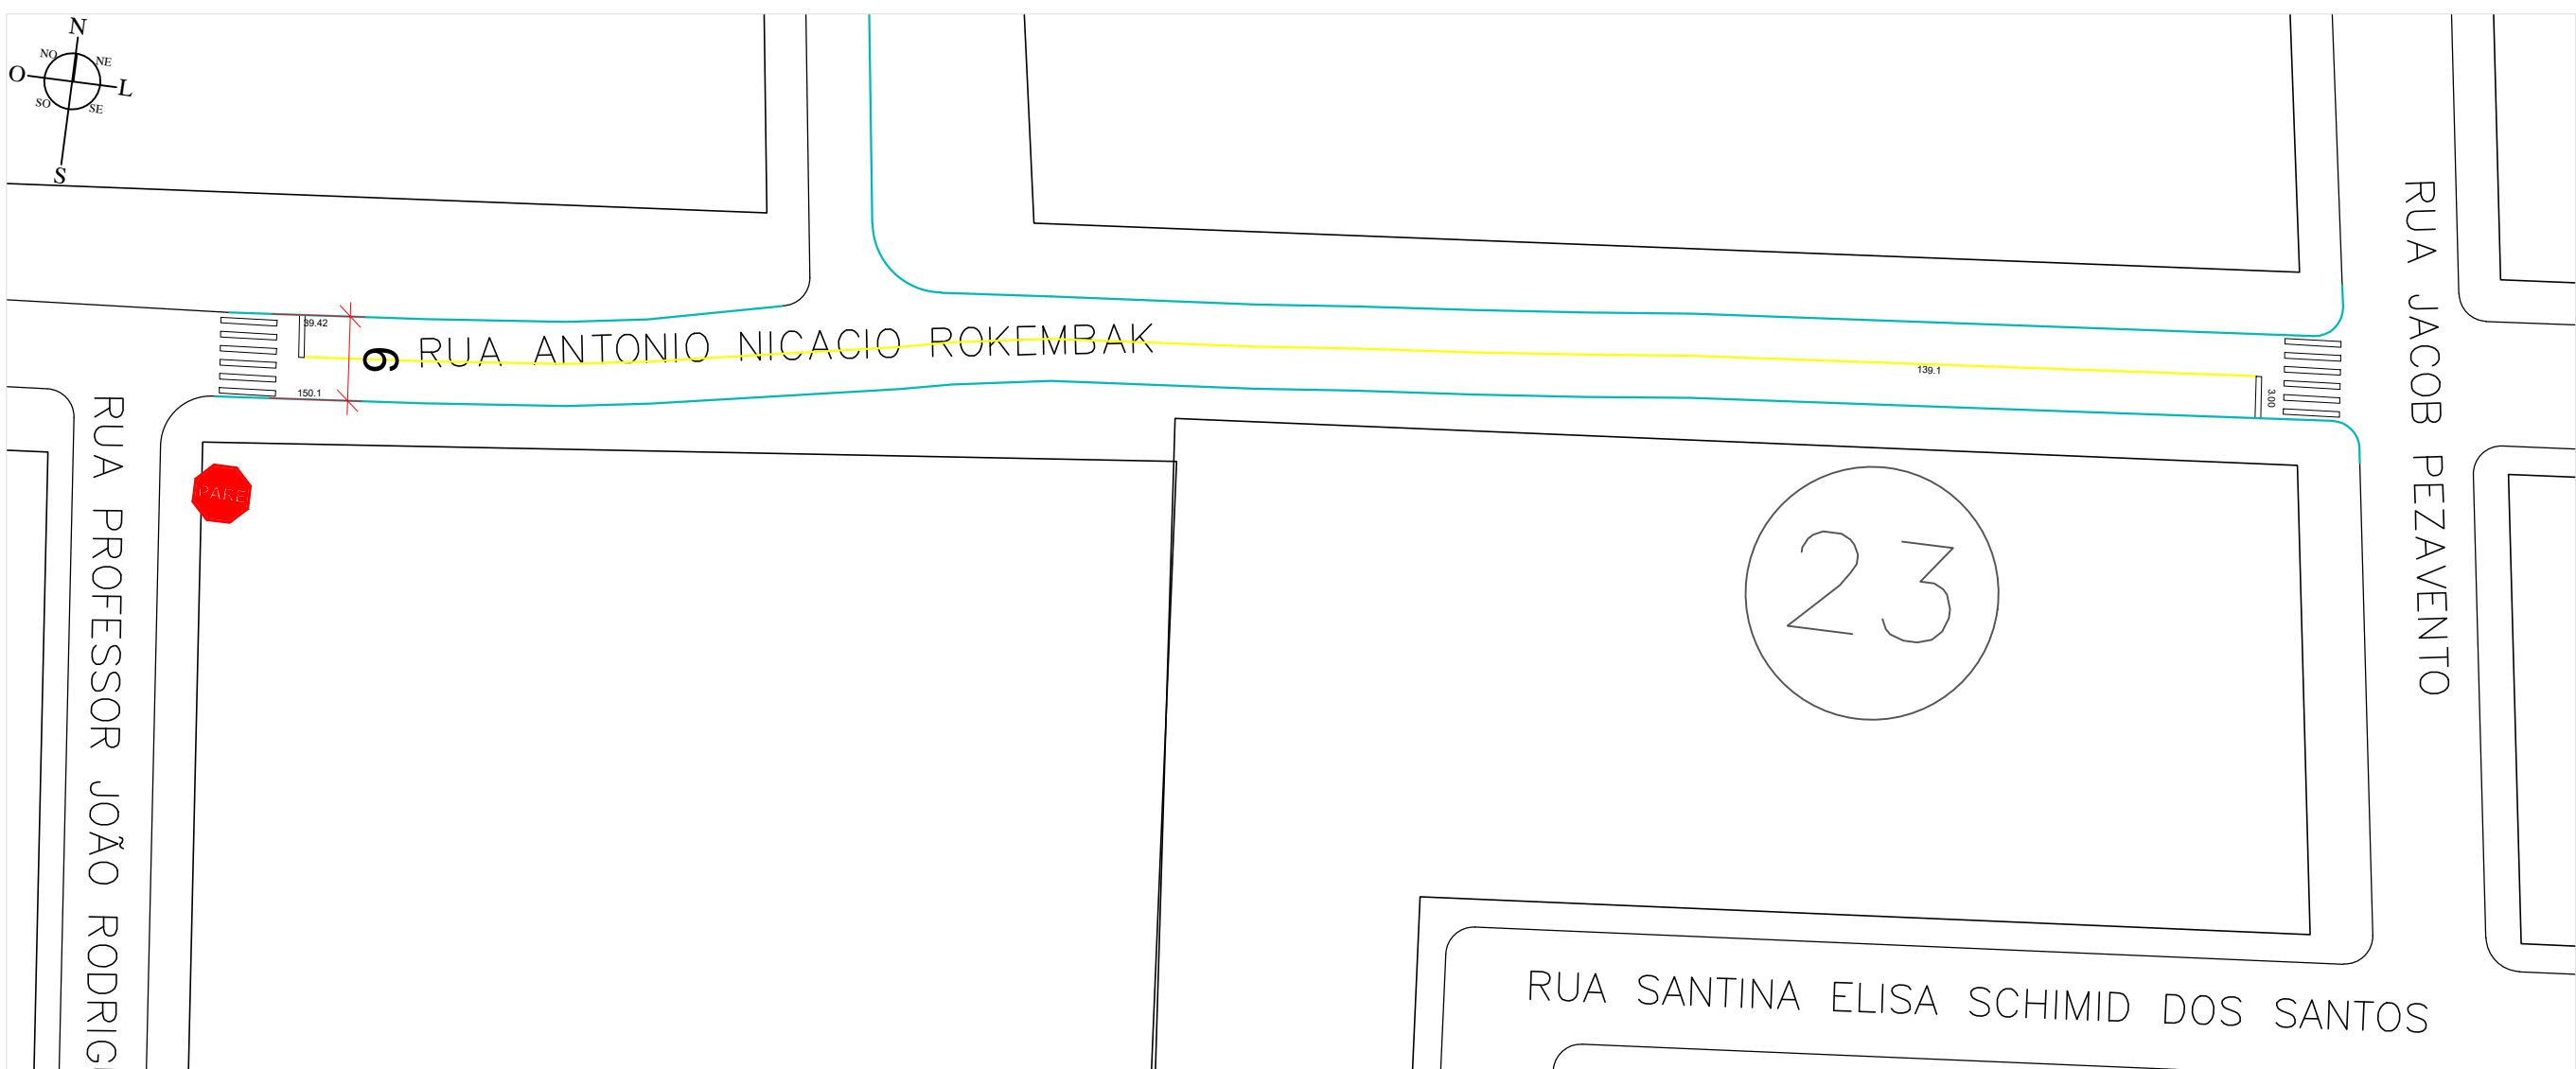 N
NO
NE
O
L
SO
SE
S
39.42
6
RUA ANTONIO NICACIO ROKEMBAK
150.1
139.1
3.00
RUA JACOB PEZAVENTO
RUA PROFESSOR JOÃO
PARE
23
RUA SANTINA ELISA SCHIMID DOS SANTOS